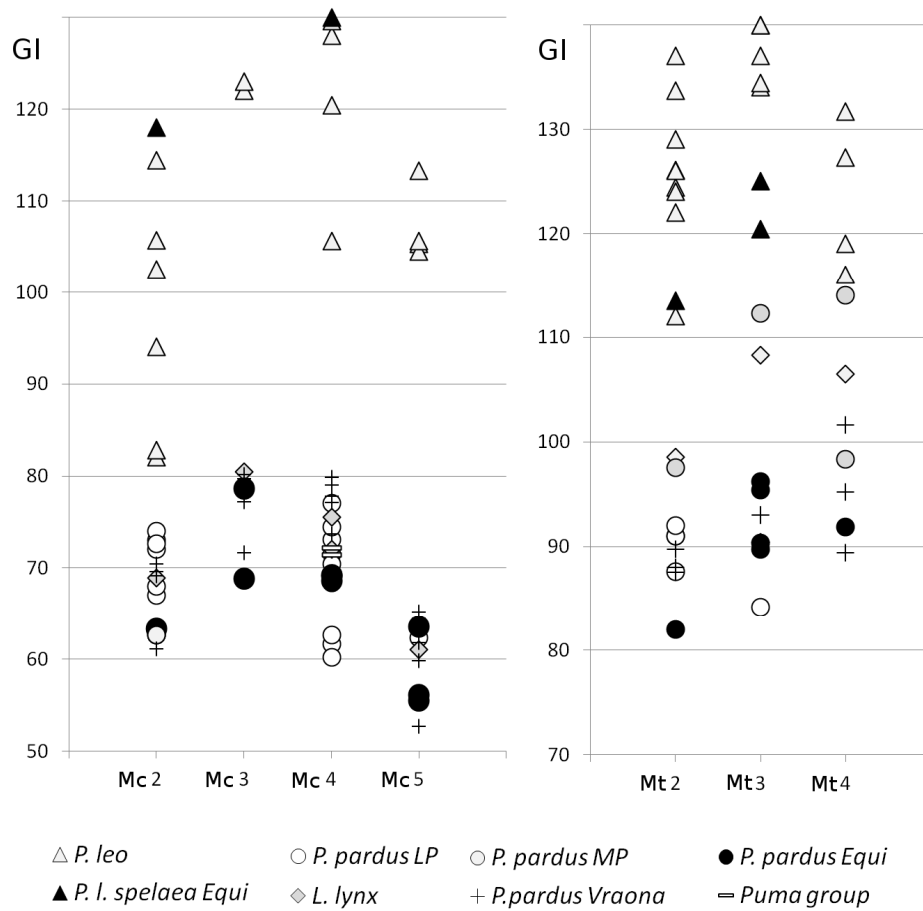 Gl
120
110
100
90
80
70
60
50
Mc 2 Mc 3 Mc 4 Mc 5
Gl
130
120
110
100
90
80
70
Mt 2 Mt 3 Mt 4
P. leo P. pardus LP P. pardus MP P. pardus Equi
P. l. spelaea Equi L. lynx P.pardus Vraona Puma group